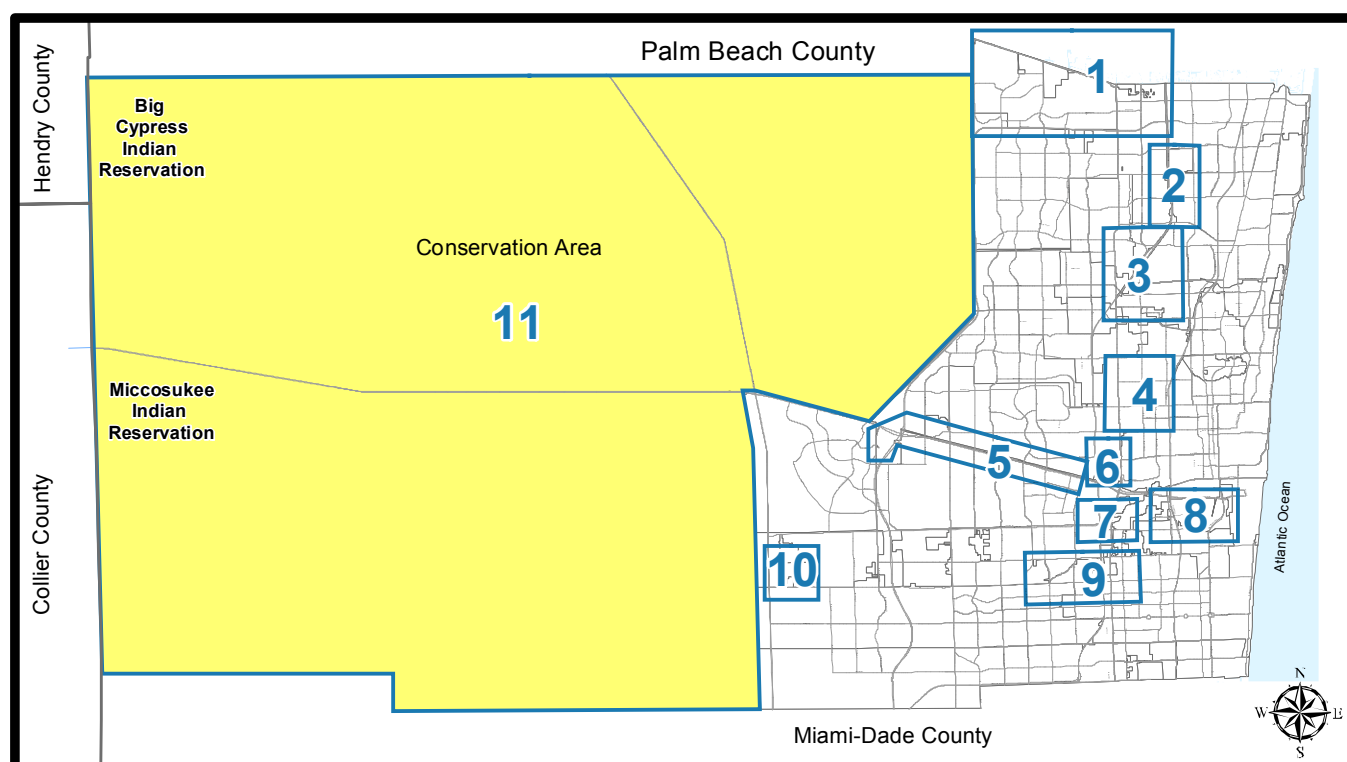 Palm Beach County
Hendry County
Big
Cypress
Indian
Reservation
1
2
Conservation Area
3
11
Miccosukee
Indian
Reservation
4
5
6
7
8
Atlantic Ocean
Collier County
10
9
N
W
E
S
Miami-Dade County